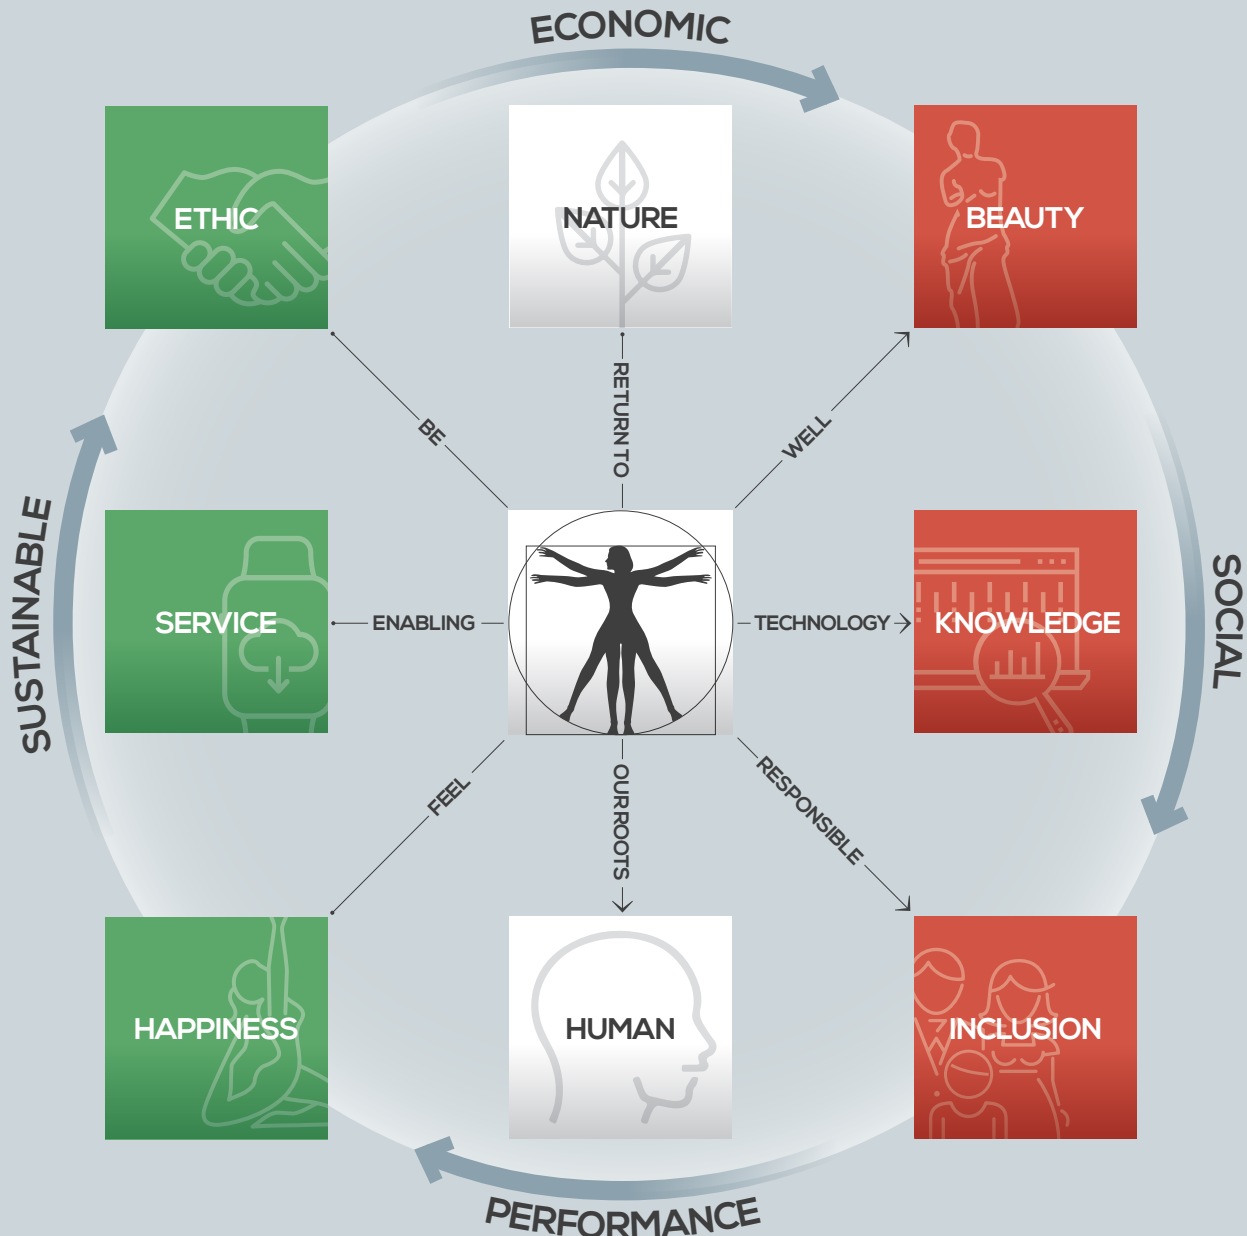 ECONOMIC
ETHIC
NATURE
BEAUTY
BE
RETURN TO
WELL
SUSTAINABLE
SERVICE
ENABLING
TECHNOLOGY
KNOWLEDGE
SOCIAL
FEEL
OUR ROOTS
RESPONSIBLE
HAPPINESS
HUMAN
INCLUSION
PERFORMANCE